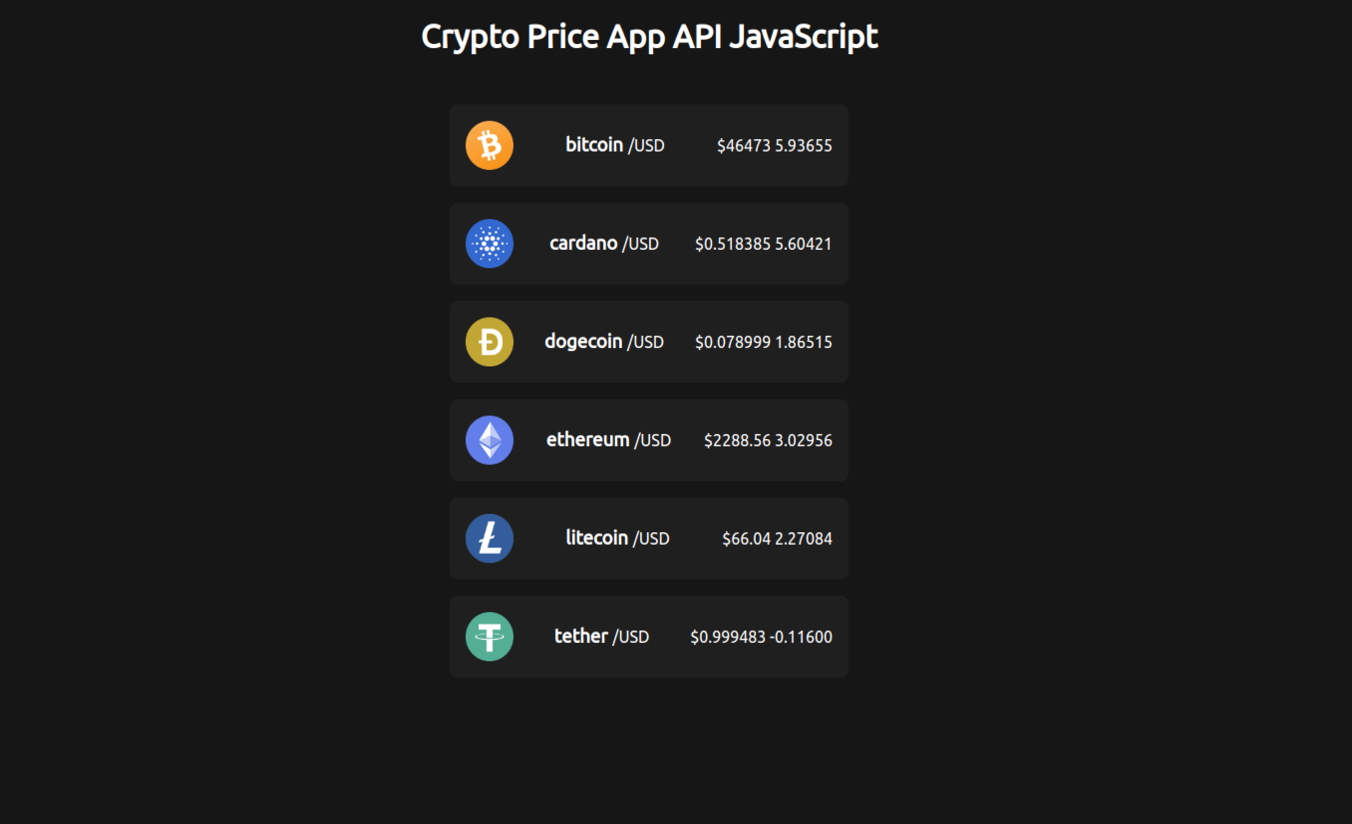 Crypto Price App API JavaScript
bitcoin /USD $46473 5.93655
cardano /USD $0.518385 5.60421
dogecoin /USD $0.078999 1.86515
ethereum /USD $2288.56 3.02956
litecoin /USD $66.04 2.27084
tether /USD $0.999483 -0.11600